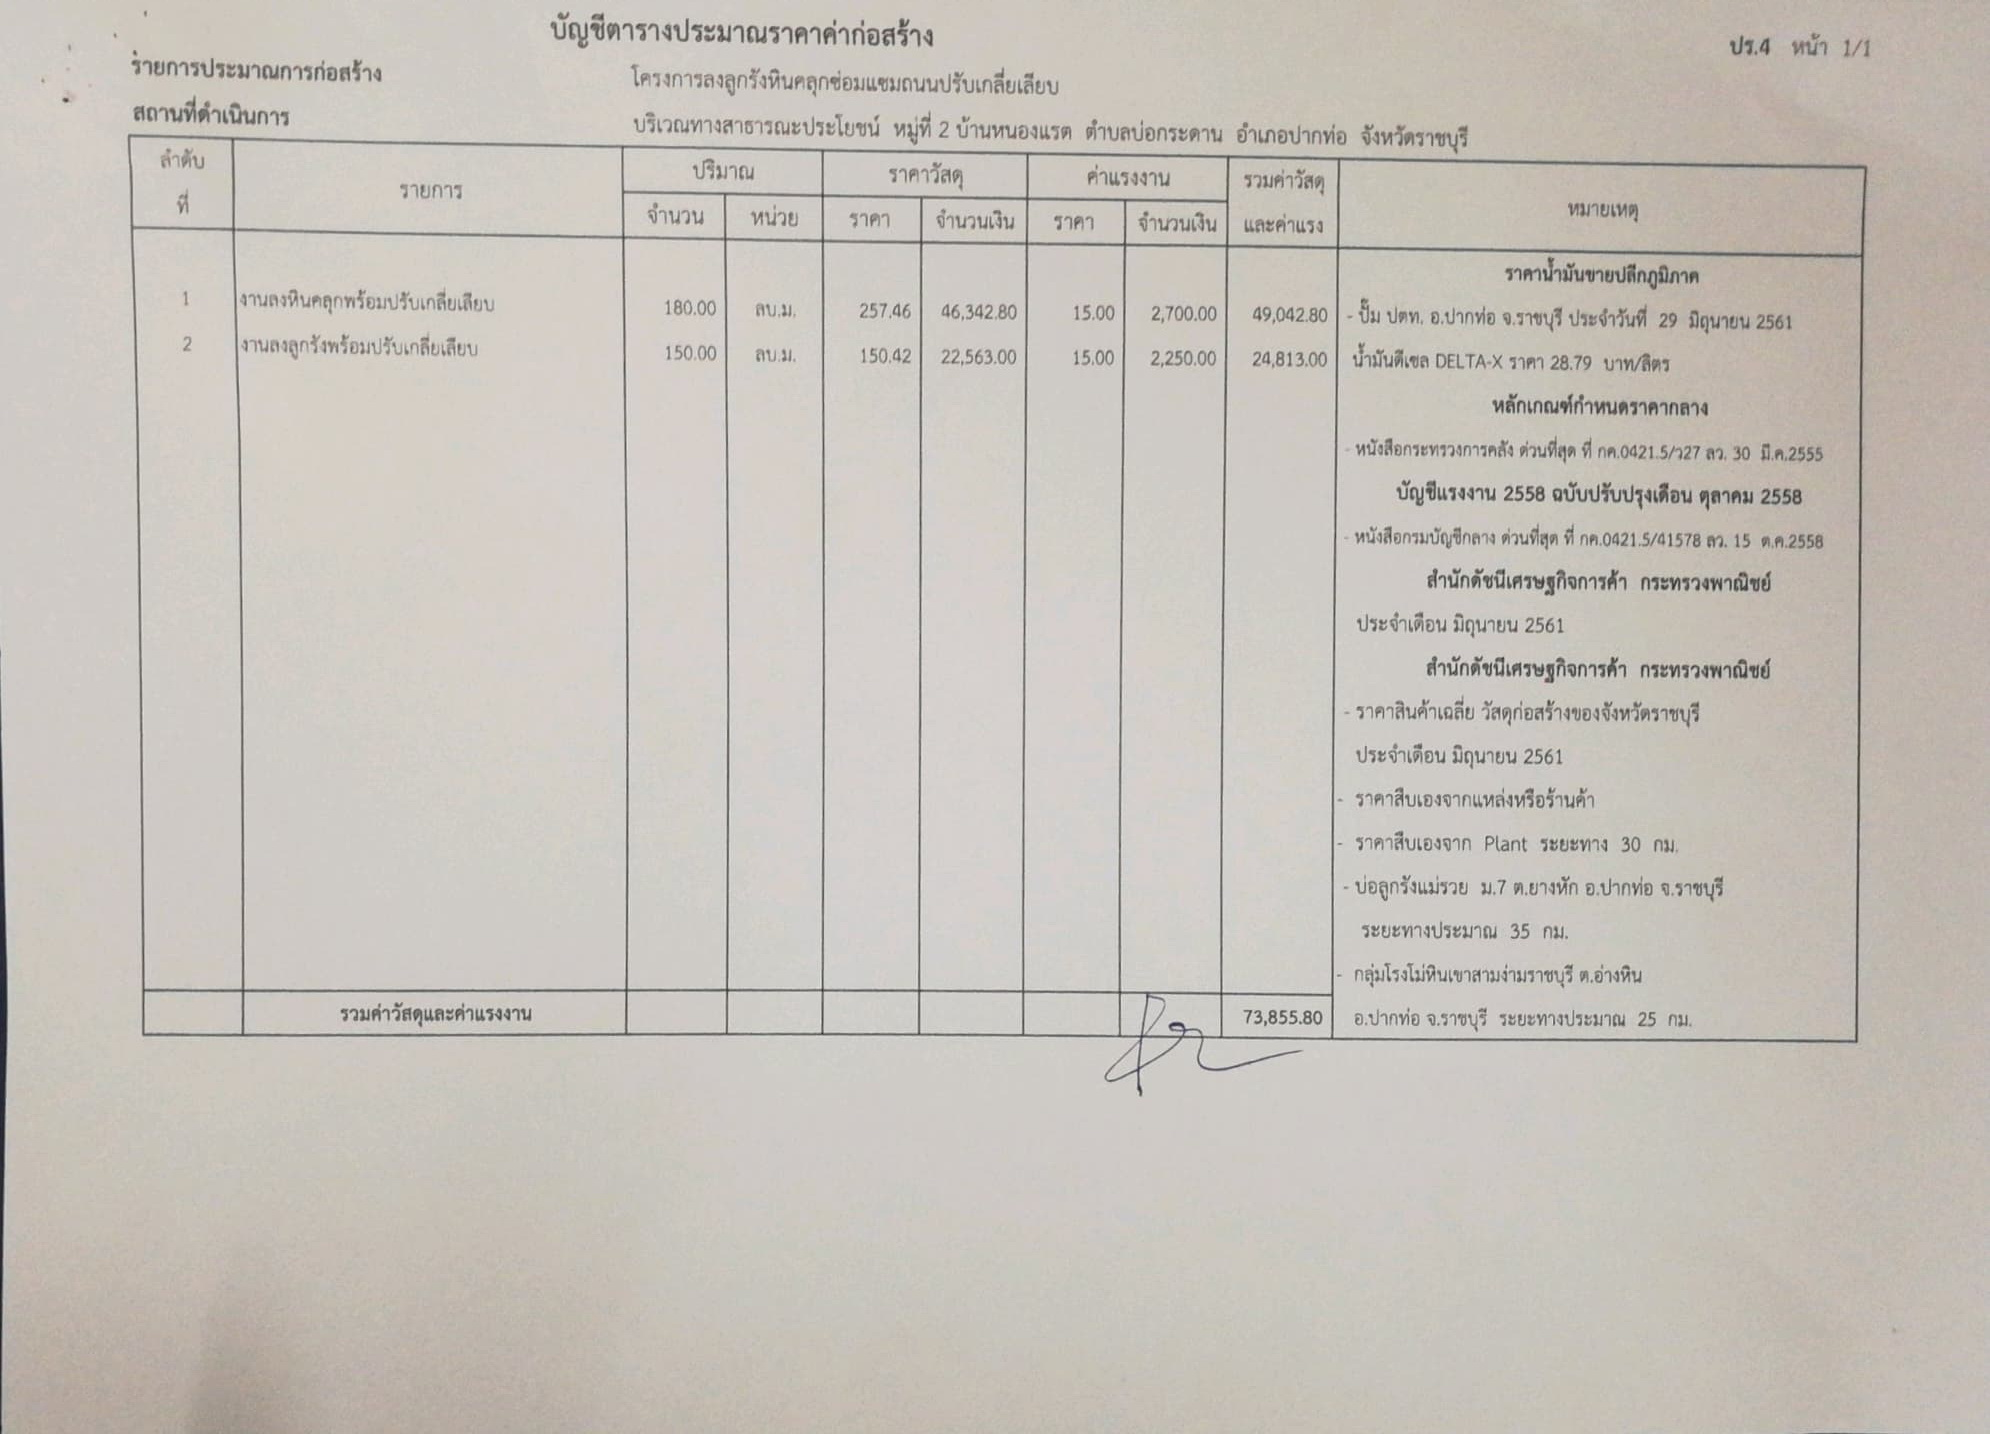 บัญชีตารางประมาณราคาค่าก่อสร้าง
ปร.4 หน้า 1/1
รายการประมาณการก่อสร้าง โครงการลงลูกรังหินคลุกซ่อมแซมถนนปรับเกลี่ยเลียบ
สถานที่ดำเนินการ บริเวณทางสาธารณะประโยชน์ หมู่ที่ 2 บ้านหนองแรต ตำบลบ่อกระดาน อำเภอปากท่อ จังหวัดราชบุรี
ลำดับ ปริมาณ ราคาวัสดุ ค่าแรงงาน รวมค่าวัสดุ
ที่ รายการ จำนวน หน่วย ราคา จำนวนเงิน ราคา จำนวนเงิน และค่าแรง หมายเหตุ
ราคาน้ำมันขายปลีกภูมิภาค
1 งานลงหินคลุกพร้อมปรับเกลี่ยเลียบ 180.00 ลบ.ม. 257.46 46,342.80 15.00 2,700.00 49,042.80 - ปั๊ม ปตท. อ.ปากท่อ จ.ราชบุรี ประจำวันที่ 29 มิถุนายน 2561
2 งานลงลูกรังพร้อมปรับเกลี่ยเลียบ 150.00 ลบ.ม. 150.42 22,563.00 15.00 2,250.00 24,813.00 น้ำมันดีเซล DELTA-X ราคา 28.79 บาท/ลิตร
หลักเกณฑ์กำหนดราคากลาง
- หนังสือกระทรวงการคลัง ด่วนที่สุด ที่ กค.0421.5/ว27 ลว. 30 มี.ค.2555
บัญชีแรงงาน 2558 ฉบับปรับปรุงเดือน ตุลาคม 2558
- หนังสือกรมบัญชีกลาง ด่วนที่สุด ที่ กค.0421.5/41578 ลว. 15 ต.ค.2558
สำนักดัชนีเศรษฐกิจการค้า กระทรวงพาณิชย์
ประจำเดือน มิถุนายน 2561
สำนักดัชนีเศรษฐกิจการค้า กระทรวงพาณิชย์
- ราคาสินค้าเฉลี่ย วัสดุก่อสร้างของจังหวัดราชบุรี
ประจำเดือน มิถุนายน 2561
- ราคาสืบเองจากแหล่งหรือร้านค้า
- ราคาสืบเองจาก Plant ระยะทาง 30 กม.
- บ่อลูกรังแม่รวย ม.7 ต.ยางหัก อ.ปากท่อ จ.ราชบุรี
ระยะทางประมาณ 35 กม.
- กลุ่มโรงโม่หินเขาสามง่ามราชบุรี ต.อ่างหิน
รวมค่าวัสดุและค่าแรงงาน 73,855.80 อ.ปากท่อ จ.ราชบุรี ระยะทางประมาณ 25 กม.